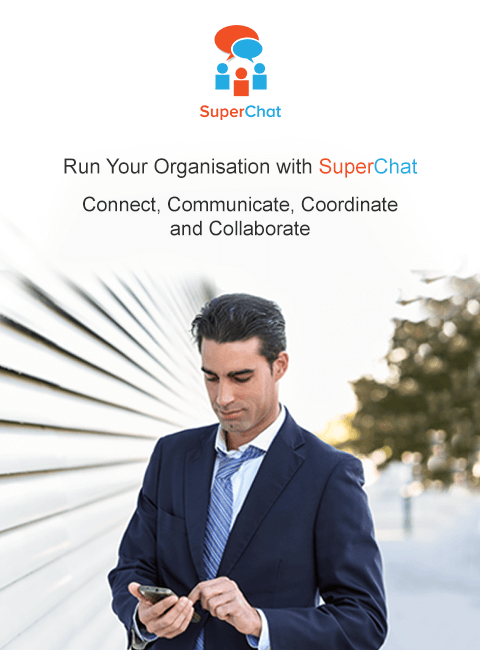 SuperChat
Run Your Organisation with SuperChat
Connect, Communicate, Coordinate
and Collaborate